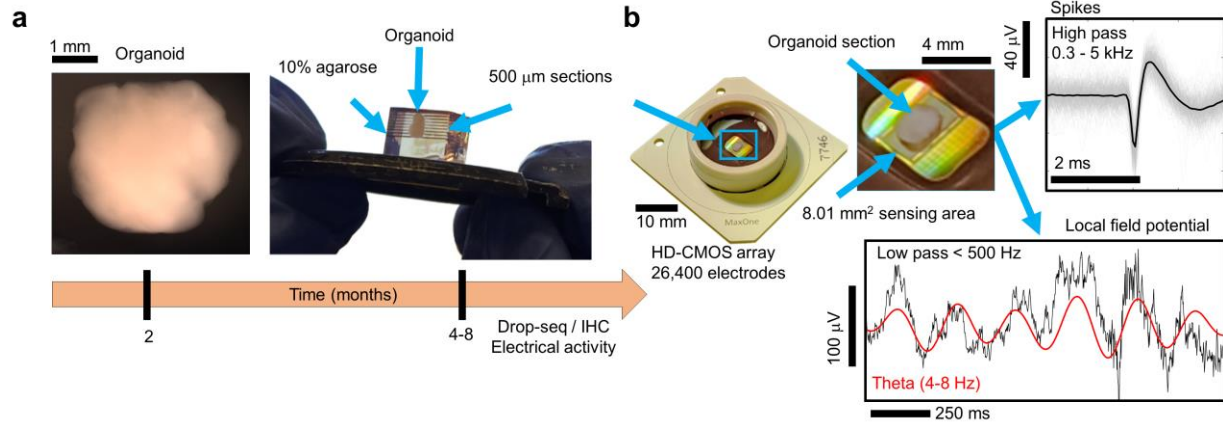 a
1 mm
Organoid
Organoid
10% agarose
500 μm sections
Time (months)
2
4-8
Drop-seq / IHC
Electrical activity
b
Organoid section
4 mm
7746
MaxOne
10 mm
8.01 mm² sensing area
HD-CMOS array
26,400 electrodes
Spikes
40 μV
High pass
0.3 - 5 kHz
2 ms
Local field potential
Low pass < 500 Hz
100 μV
Theta (4-8 Hz)
250 ms